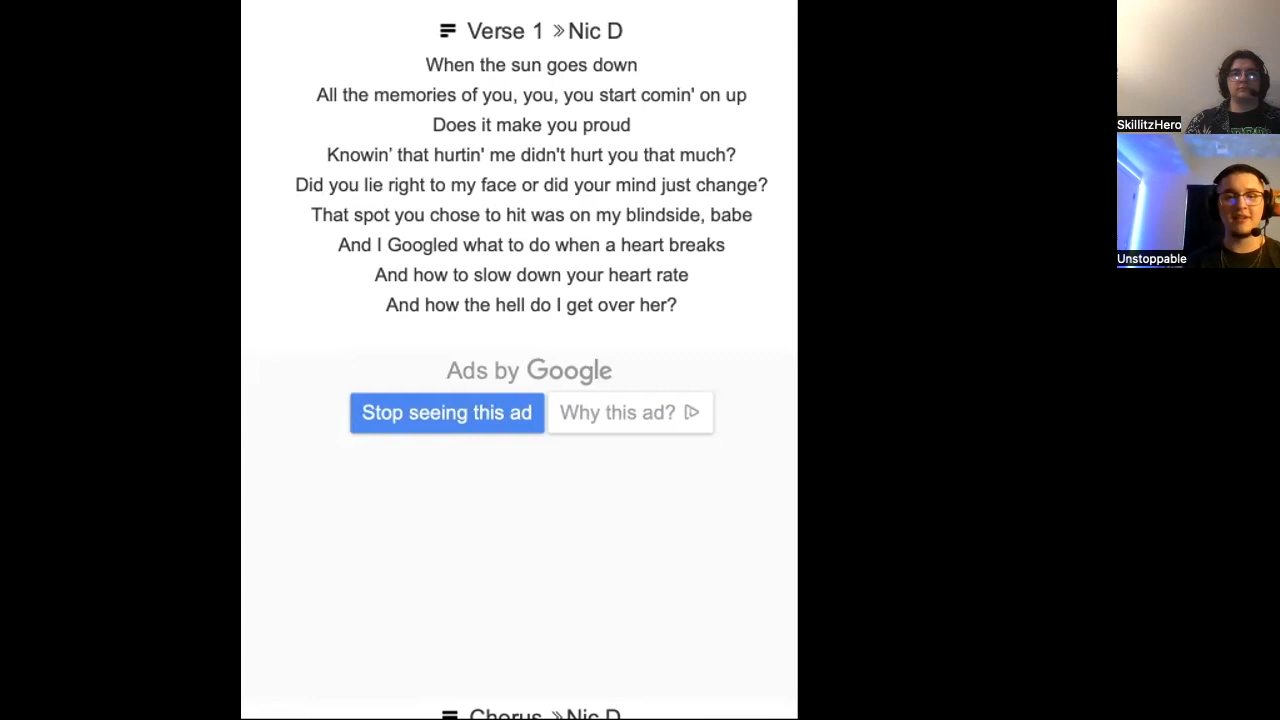 Verse 1 » Nic D
When the sun goes down
All the memories of you, you, you start comin' on up
Does it make you proud
Knowin' that hurtin' me didn't hurt you that much?
Did you lie right to my face or did your mind just change?
That spot you chose to hit was on my blindside, babe
And I Googled what to do when a heart breaks
And how to slow down your heart rate
And how the hell do I get over her?
Ads by Google
Stop seeing this ad
Why this ad?
Chorus » Nic D
SkillitzHero
Unstoppable